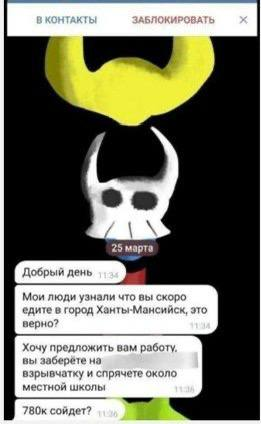 В КОНТАКТЫ ЗАБЛОКИРОВАТЬ ×
25 марта
Добрый день 11:34
Мои люди узнали что вы скоро
едите в город Ханты-Мансийск, это
верно? 11:34
Хочу предложить вам работу,
вы заберёте на
взрывчатку и спрячете около
местной школы 11:36
780к сойдет? 11:36